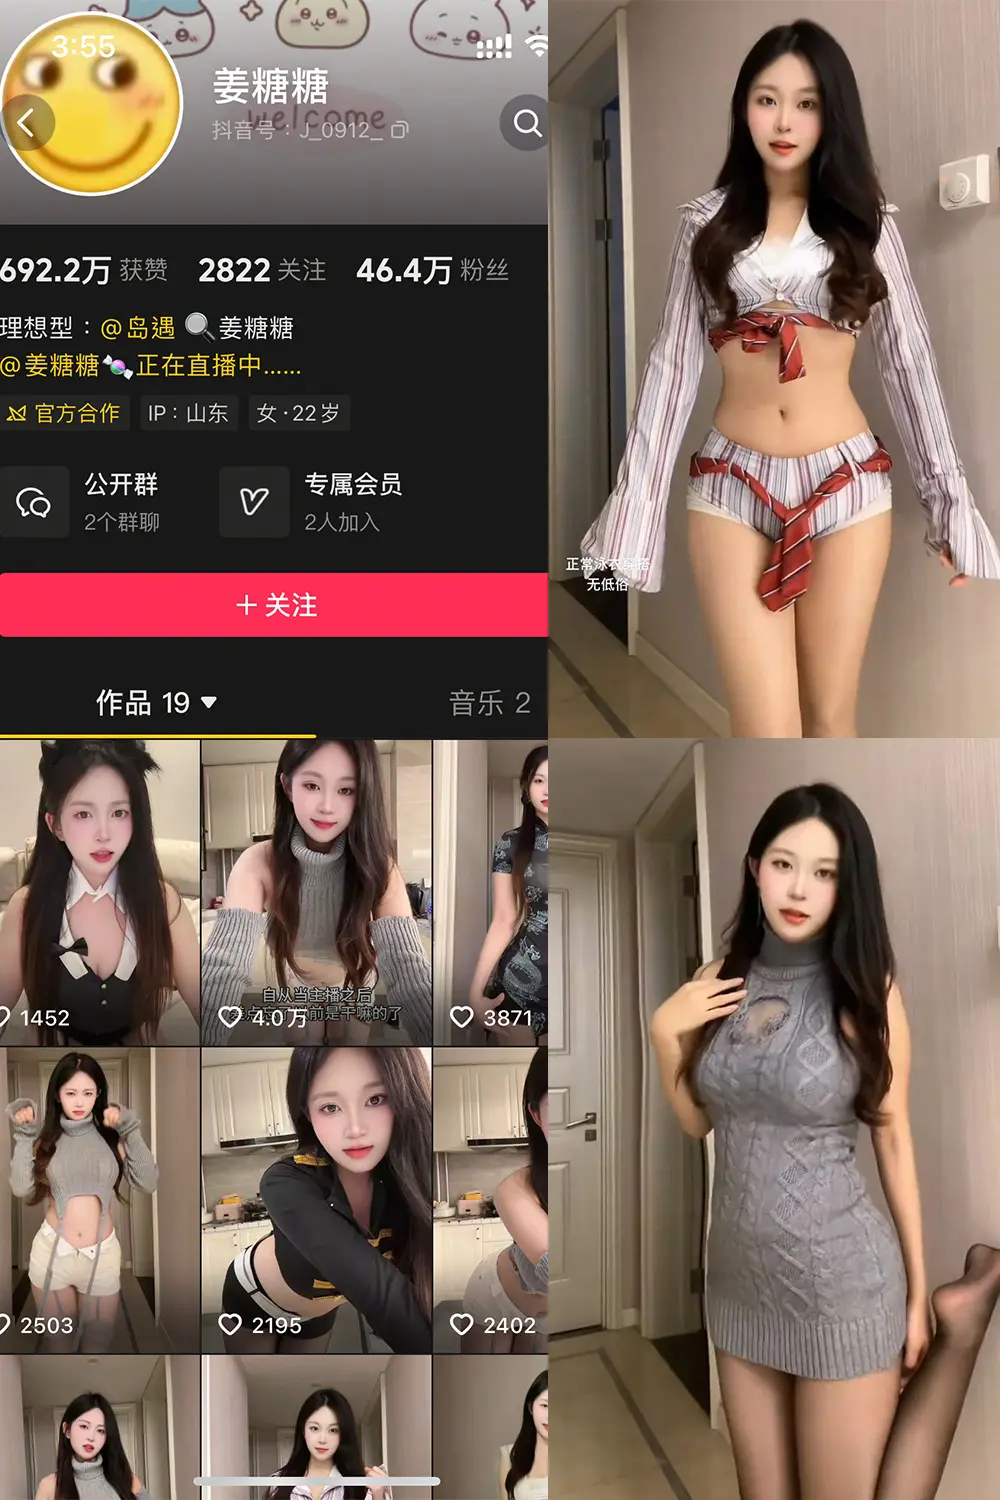 3:55
姜糖糖
welcome
抖音号：J_0912_
692.2万 获赞 2822 关注 46.4万 粉丝
理想型：@岛遇 🔍姜糖糖
@姜糖糖🍬正在直播中......
官方合作 IP：山东 女·22岁
公开群
2个群聊
专属会员
2人加入
+ 关注
作品 19 音乐 2
1452
自从当主播之后
前是干嘛的了
4.0万
3871
2503
2195
2402
正常泳衣穿搭
无低俗